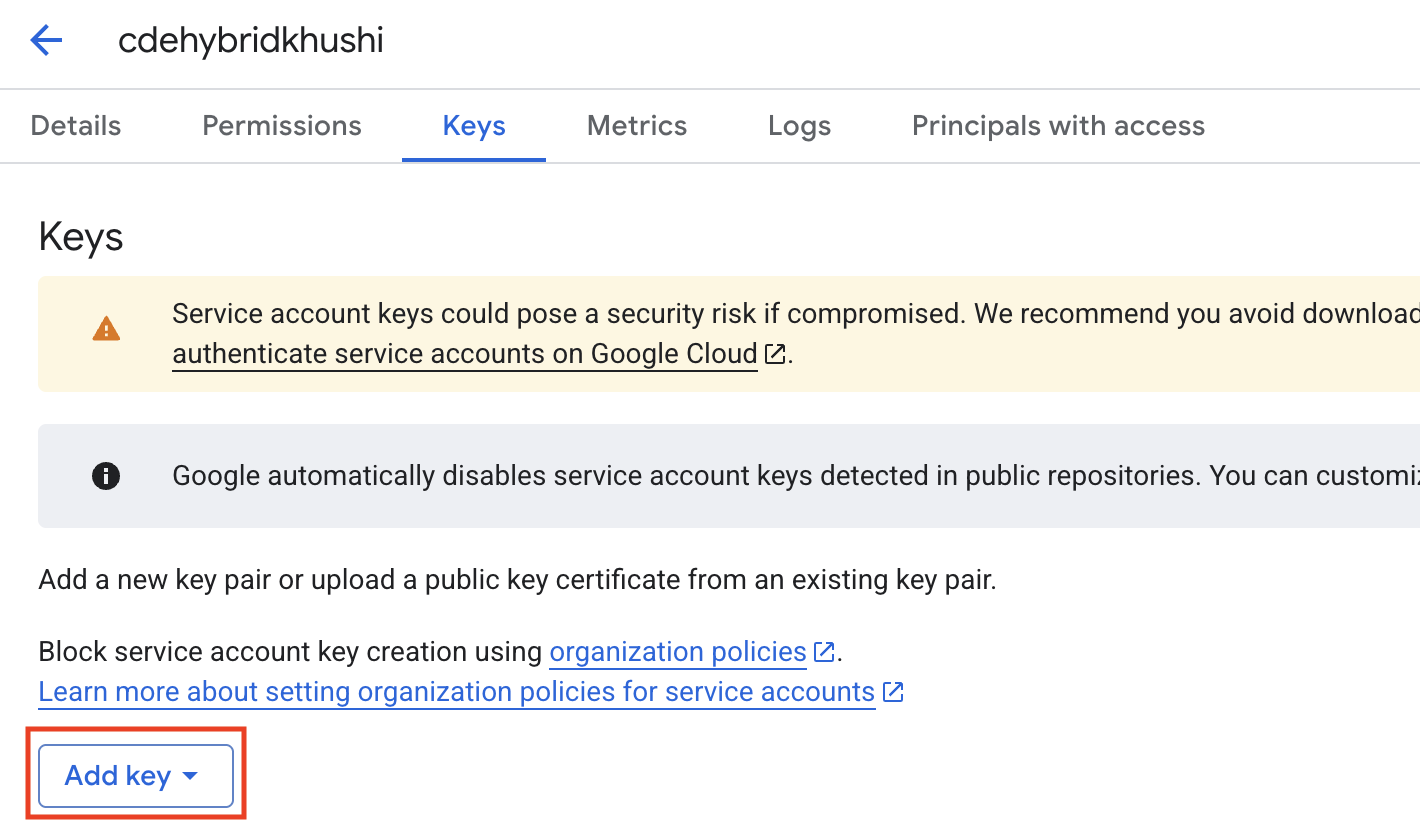 cdehybridkhushi
Details Permissions Keys Metrics Logs Principals with access
Keys
Service account keys could pose a security risk if compromised. We recommend you avoid download
authenticate service accounts on Google Cloud.
Google automatically disables service account keys detected in public repositories. You can customiz
Add a new key pair or upload a public key certificate from an existing key pair.
Block service account key creation using organization policies.
Learn more about setting organization policies for service accounts
Add key